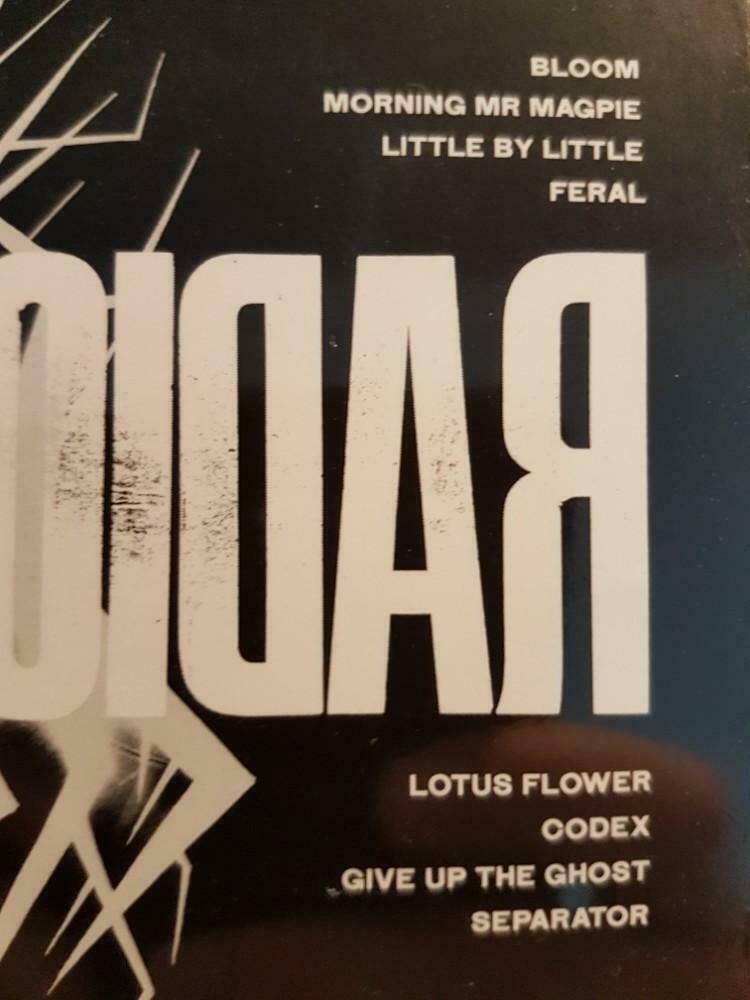 BLOOM
MORNING MR MAGPIE
LITTLE BY LITTLE
FERAL
RADIO
LOTUS FLOWER
CODEX
GIVE UP THE GHOST
SEPARATOR